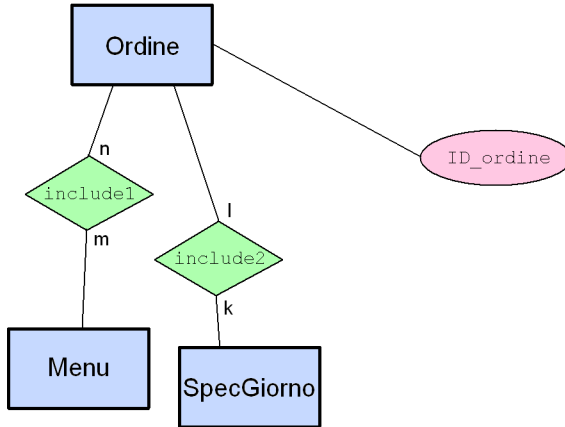 Ordine
n
ID_ordine
include1
l
m
include2
k
Menu
SpecGiorno